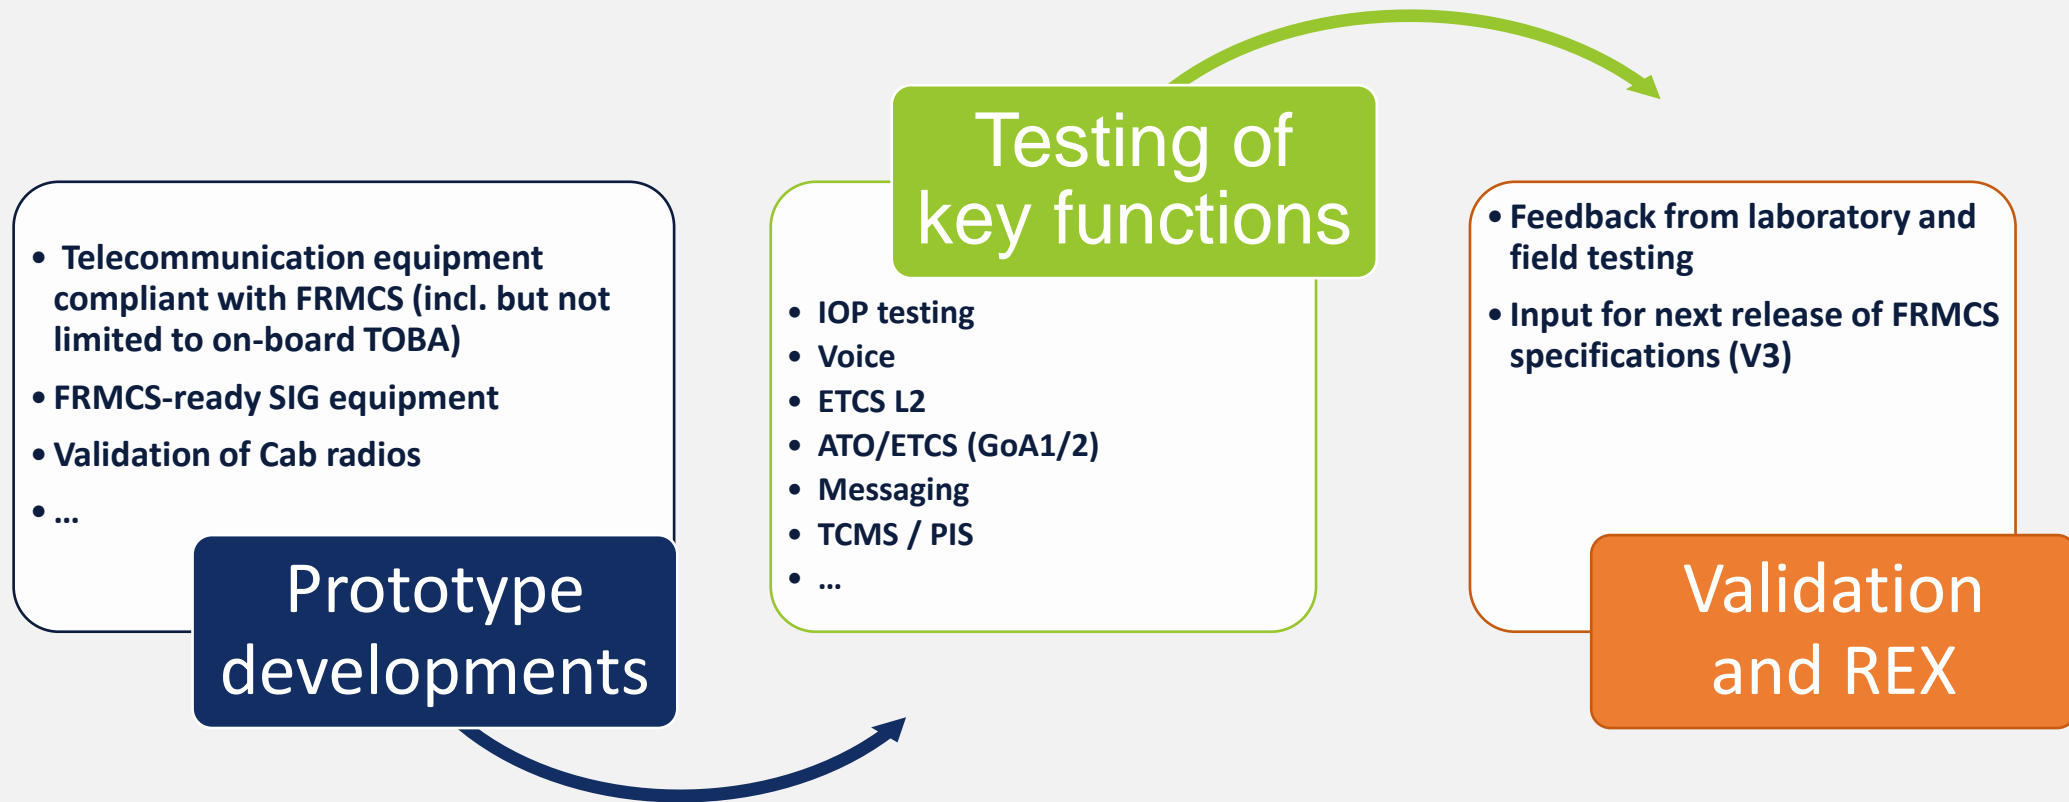 • Telecommunication equipment
compliant with FRMCS (incl. but not
limited to on-board TOBA)
• FRMCS-ready SIG equipment
• Validation of Cab radios
• ...
Prototype
developments
Testing of
key functions
• IOP testing
• Voice
• ETCS L2
• ATO/ETCS (GoA1/2)
• Messaging
• TCMS / PIS
• ...
• Feedback from laboratory and
field testing
• Input for next release of FRMCS
specifications (V3)
Validation
and REX